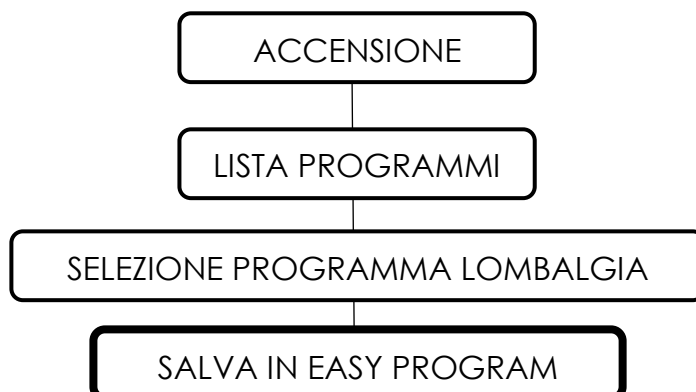 ACCENSIONE
LISTA PROGRAMMI
SELEZIONE PROGRAMMA LOMBALGIA
SALVA IN EASY PROGRAM